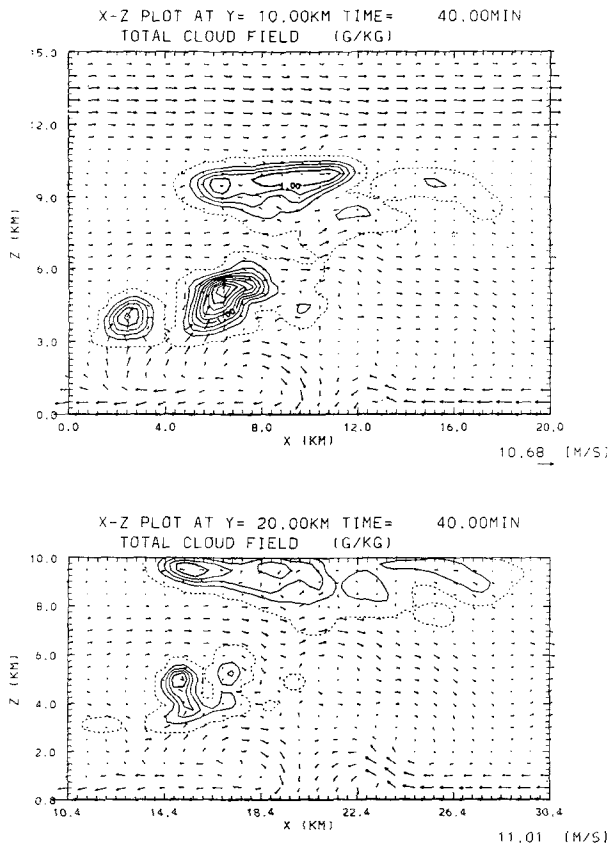 X-Z PLOT AT Y= 10.00KM TIME= 40.00MIN
TOTAL CLOUD FIELD (G/KG)
15.0
12.0
9.0
6.0
3.0
0.0
Z (KM)
1.00
0.0 4.0 8.0 12.0 16.0 20.0
X (KM)
10.68 (M/S)
X-Z PLOT AT Y= 20.00KM TIME= 40.00MIN
TOTAL CLOUD FIELD (G/KG)
10.0
8.0
6.0
4.0
2.0
0.0
Z (KM)
10.4 14.4 18.4 22.4 26.4 30.4
X (KM)
11.01 (M/S)